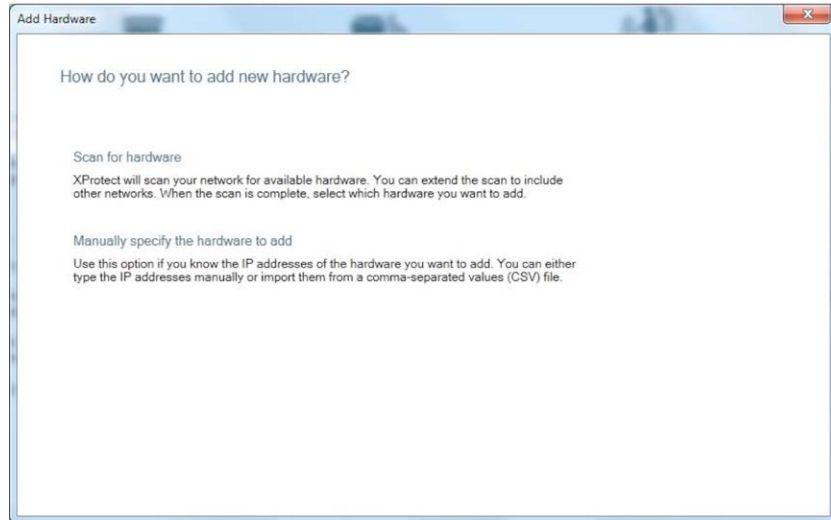 Add Hardware
How do you want to add new hardware?
Scan for hardware
XProtect will scan your network for available hardware. You can extend the scan to include
other networks. When the scan is complete, select which hardware you want to add.
Manually specify the hardware to add
Use this option if you know the IP addresses of the hardware you want to add. You can either
type the IP addresses manually or import them from a comma-separated values (CSV) file.